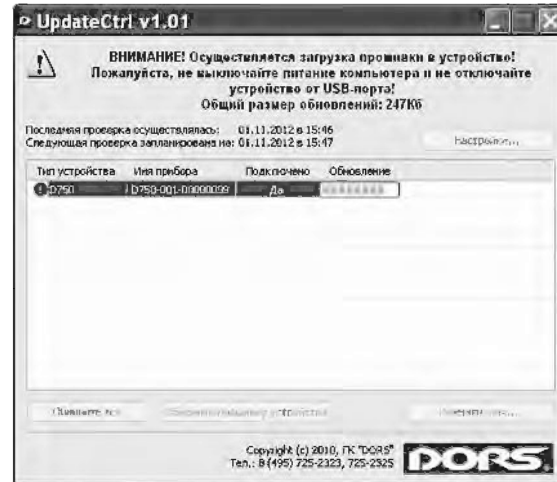 UpdateCtrl v1.01
ВНИМАНИЕ! Осуществляется загрузка прошивки в устройство!
Пожалуйста, не выключайте питание компьютера и не отключайте
устройство от USB-порта!
Общий размер обновлений: 247Кб
Последняя проверка осуществлялась: 01.11.2012 в 15:46
Следующая проверка запланирована на: 01.11.2012 в 15:47
Настройки...
Тип устройства Имя прибора Подключено Обновление
D750 D750-001-00000099 Да
Обновить все
Copyright (c) 2010, ГК "DORS"
Тел.: 8 (495) 725-2323, 725-2325
DORS